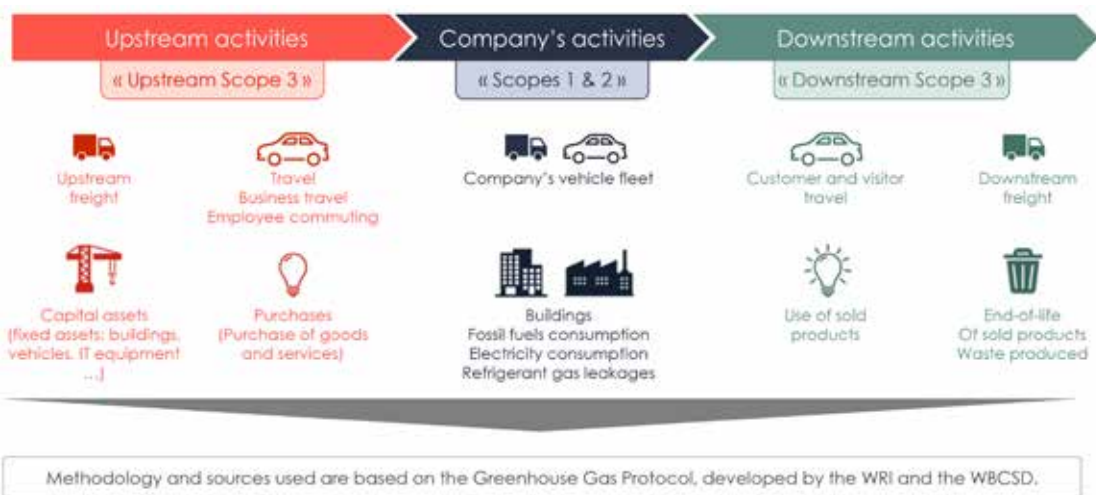 Upstream activities
Company's activities
Downstream activities
« Upstream Scope 3 »
« Scopes 1 & 2 »
« Downstream Scope 3 »
Upstream
freight
Travel
Business travel
Employee commuting
Company's vehicle fleet
Customer and visitor
travel
Downstream
freight
Capital assets
(fixed assets: buildings,
vehicles, IT equipment
...)
Purchases
(Purchase of goods
and services)
Buildings
Fossil fuels consumption
Electricity consumption
Refrigerant gas leakages
Use of sold
products
End-of-life
Of sold products
Waste produced
Methodology and sources used are based on the Greenhouse Gas Protocol, developed by the WRI and the WBCSD.